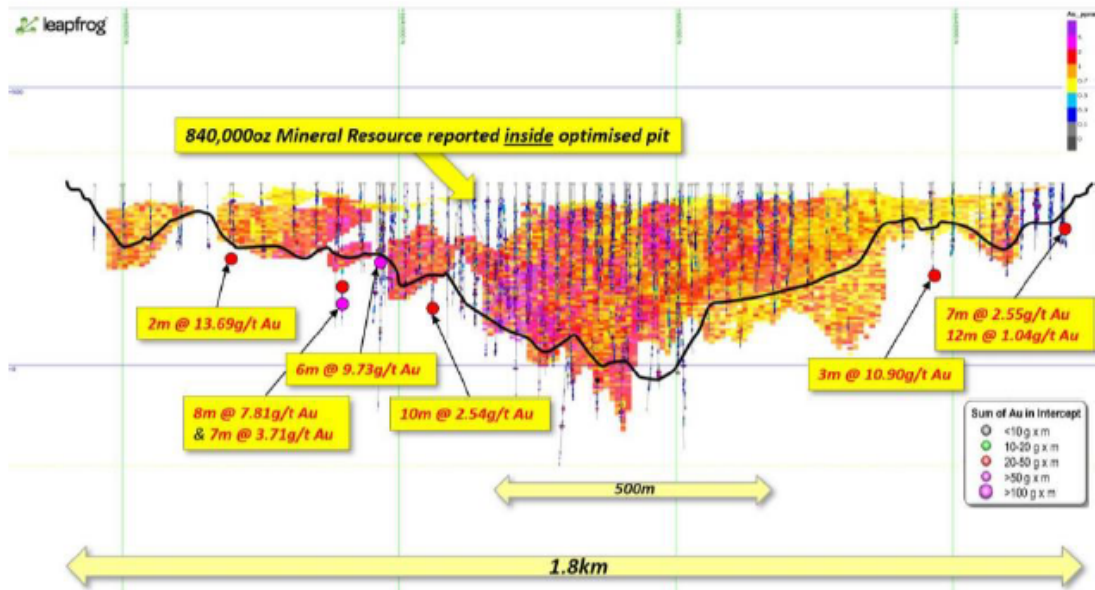 leapfrog
840,000oz Mineral Resource reported inside optimised pit
2m @ 13.69g/t Au
6m @ 9.73g/t Au
8m @ 7.81g/t Au
& 7m @ 3.71g/t Au
10m @ 2.54g/t Au
3m @ 10.90g/t Au
7m @ 2.55g/t Au
12m @ 1.04g/t Au
Sum of Au in Intercept
<10 g x m
10-20 g x m
20-50 g x m
>50 g x m
>100 g x m
500m
1.8km